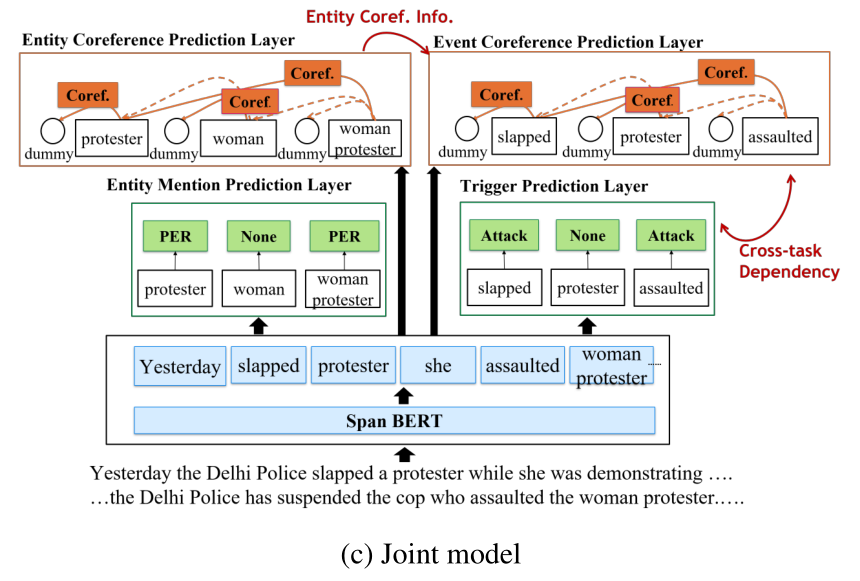 Entity Coref. Info.
Entity Coreference Prediction Layer
Event Coreference Prediction Layer
Coref.
Coref.
Coref.
dummy
protester
dummy
woman
dummy
woman
protester
Coref.
Coref.
Coref
dummy
slapped
dummy
protester
dummy
assaulted
Entity Mention Prediction Layer
Trigger Prediction Layer
PER
None
PER
protester
woman
woman
protester
Attack
None
Attack
slapped
protester
assaulted
Cross-task
Dependency
Yesterday
slapped
protester
she
assaulted
woman
protester
.....
Span BERT
Yesterday the Delhi Police slapped a protester while she was demonstrating ….
…the Delhi Police has suspended the cop who assaulted the woman protester.….
(c) Joint model